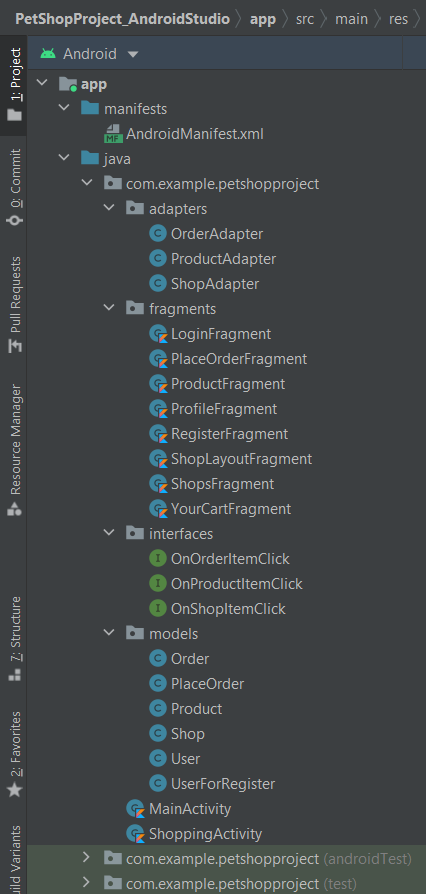 PetShopProject_AndroidStudio > app > src > main > res
1: Project
0: Commit
Pull Requests
Resource Manager
7: Structure
2: Favorites
Android
app
manifests
MF
AndroidManifest.xml
java
com.example.petshopproject
adapters
C OrderAdapter
C ProductAdapter
C ShopAdapter
fragments
LoginFragment
PlaceOrderFragment
ProductFragment
ProfileFragment
RegisterFragment
ShopLayoutFragment
ShopsFragment
YourCartFragment
interfaces
I OnOrderItemClick
I OnProductItemClick
I OnShopItemClick
models
C Order
C PlaceOrder
C Product
C Shop
C User
C UserForRegister
MainActivity
ShoppingActivity
com.example.petshopproject (androidTest)
com.example.petshopproject (test)